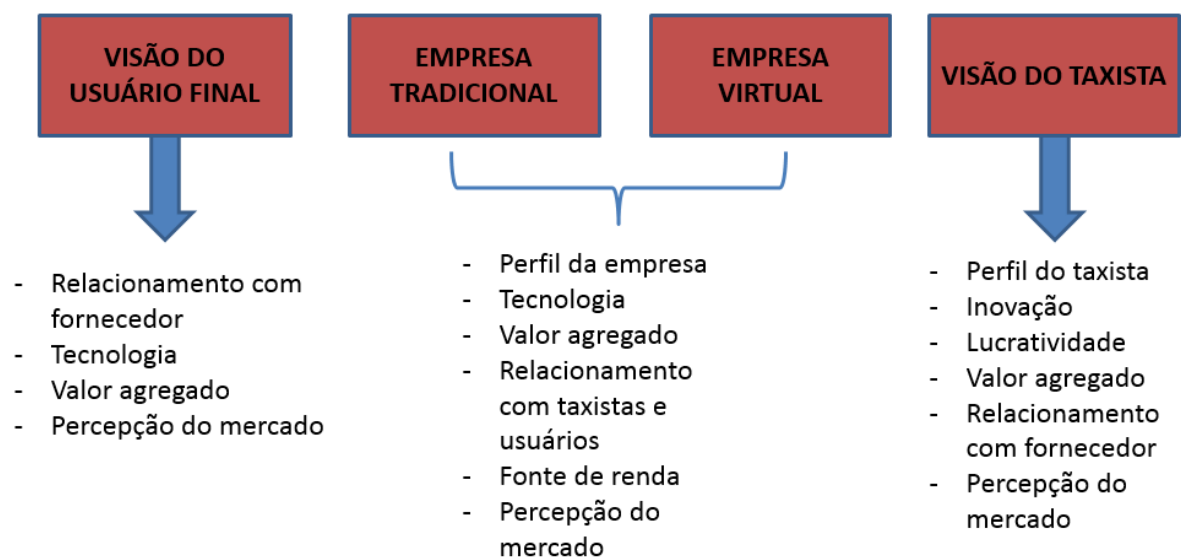 VISÃO DO
USUÁRIO FINAL
EMPRESA
TRADICIONAL
EMPRESA
VIRTUAL
VISÃO DO TAXISTA
- Relacionamento com
fornecedor
- Tecnologia
- Valor agregado
- Percepção do mercado
- Perfil da empresa
- Tecnologia
- Valor agregado
- Relacionamento
com taxistas e
usuários
- Fonte de renda
- Percepção do
mercado
- Perfil do taxista
- Inovação
- Lucratividade
- Valor agregado
- Relacionamento
com fornecedor
- Percepção do
mercado